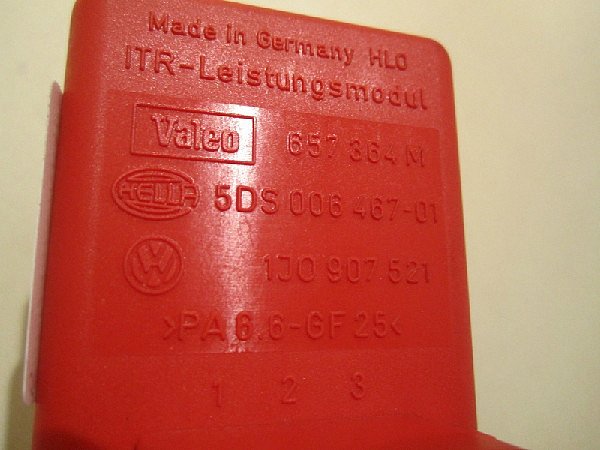 Made in Germany HLO
ITR-Leistungsmodul
Valeo 657 364 M
HELLA 5DS 006 467-01
VW 1J0 907 521
>PA 6.6-GF 25<
1 2 3